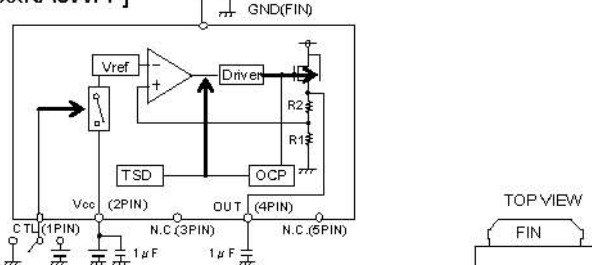 GND(FIN)
Vref
Driver
R2
R1
TSD
OCP
Vcc (2PIN)
OUT (4PIN)
TOP VIEW
CTL (1PIN)
N.C.(3PIN)
N.C.(5PIN)
FIN
1μF
1μF